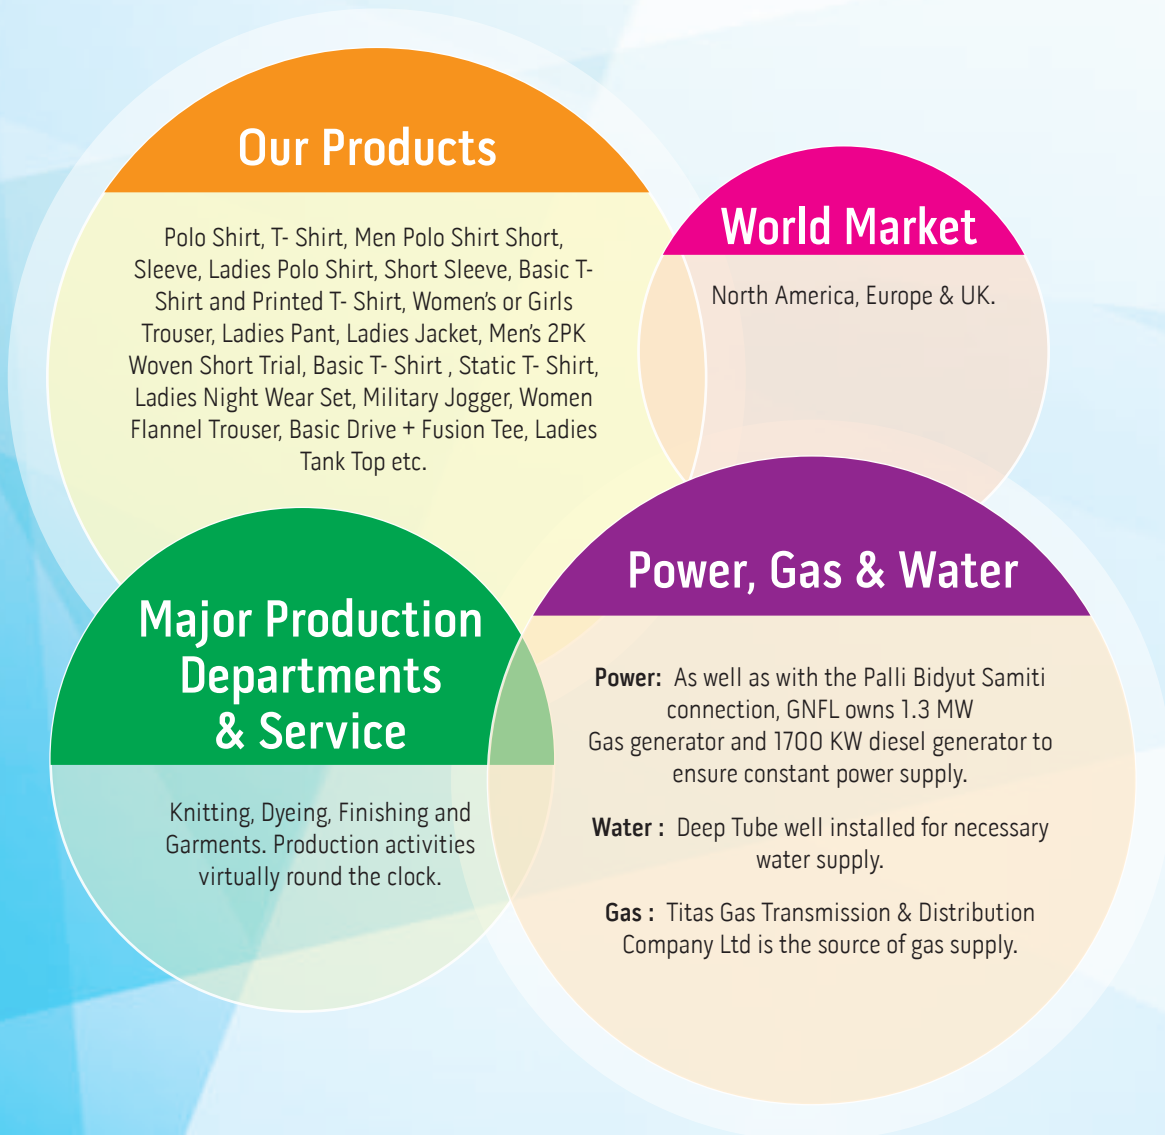 Our Products
Polo Shirt, T- Shirt, Men Polo Shirt Short,
Sleeve, Ladies Polo Shirt, Short Sleeve, Basic T-
Shirt and Printed T- Shirt, Women's or Girls
Trouser, Ladies Pant, Ladies Jacket, Men's 2PK
Woven Short Trial, Basic T- Shirt , Static T- Shirt,
Ladies Night Wear Set, Military Jogger, Women
Flannel Trouser, Basic Drive + Fusion Tee, Ladies
Tank Top etc.
World Market
North America, Europe & UK.
Major Production
Departments
& Service
Knitting, Dyeing, Finishing and
Garments. Production activities
virtually round the clock.
Power, Gas & Water
Power: As well as with the Palli Bidyut Samiti
connection, GNFL owns 1.3 MW
Gas generator and 1700 KW diesel generator to
ensure constant power supply.
Water : Deep Tube well installed for necessary
water supply.
Gas : Titas Gas Transmission & Distribution
Company Ltd is the source of gas supply.